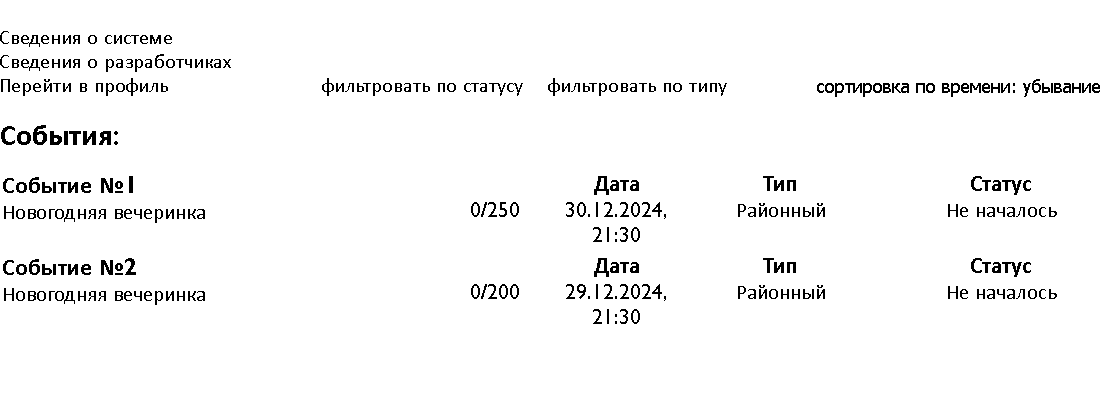 Сведения о системе
Сведения о разработчиках
Перейти в профиль фильтровать по статусу фильтровать по типу сортировка по времени: убывание
События:
Событие №1 Дата Тип Статус
Новогодняя вечеринка 0/250 30.12.2024, Районный Не началось
21:30
Событие №2 Дата Тип Статус
Новогодняя вечеринка 0/200 29.12.2024, Районный Не началось
21:30